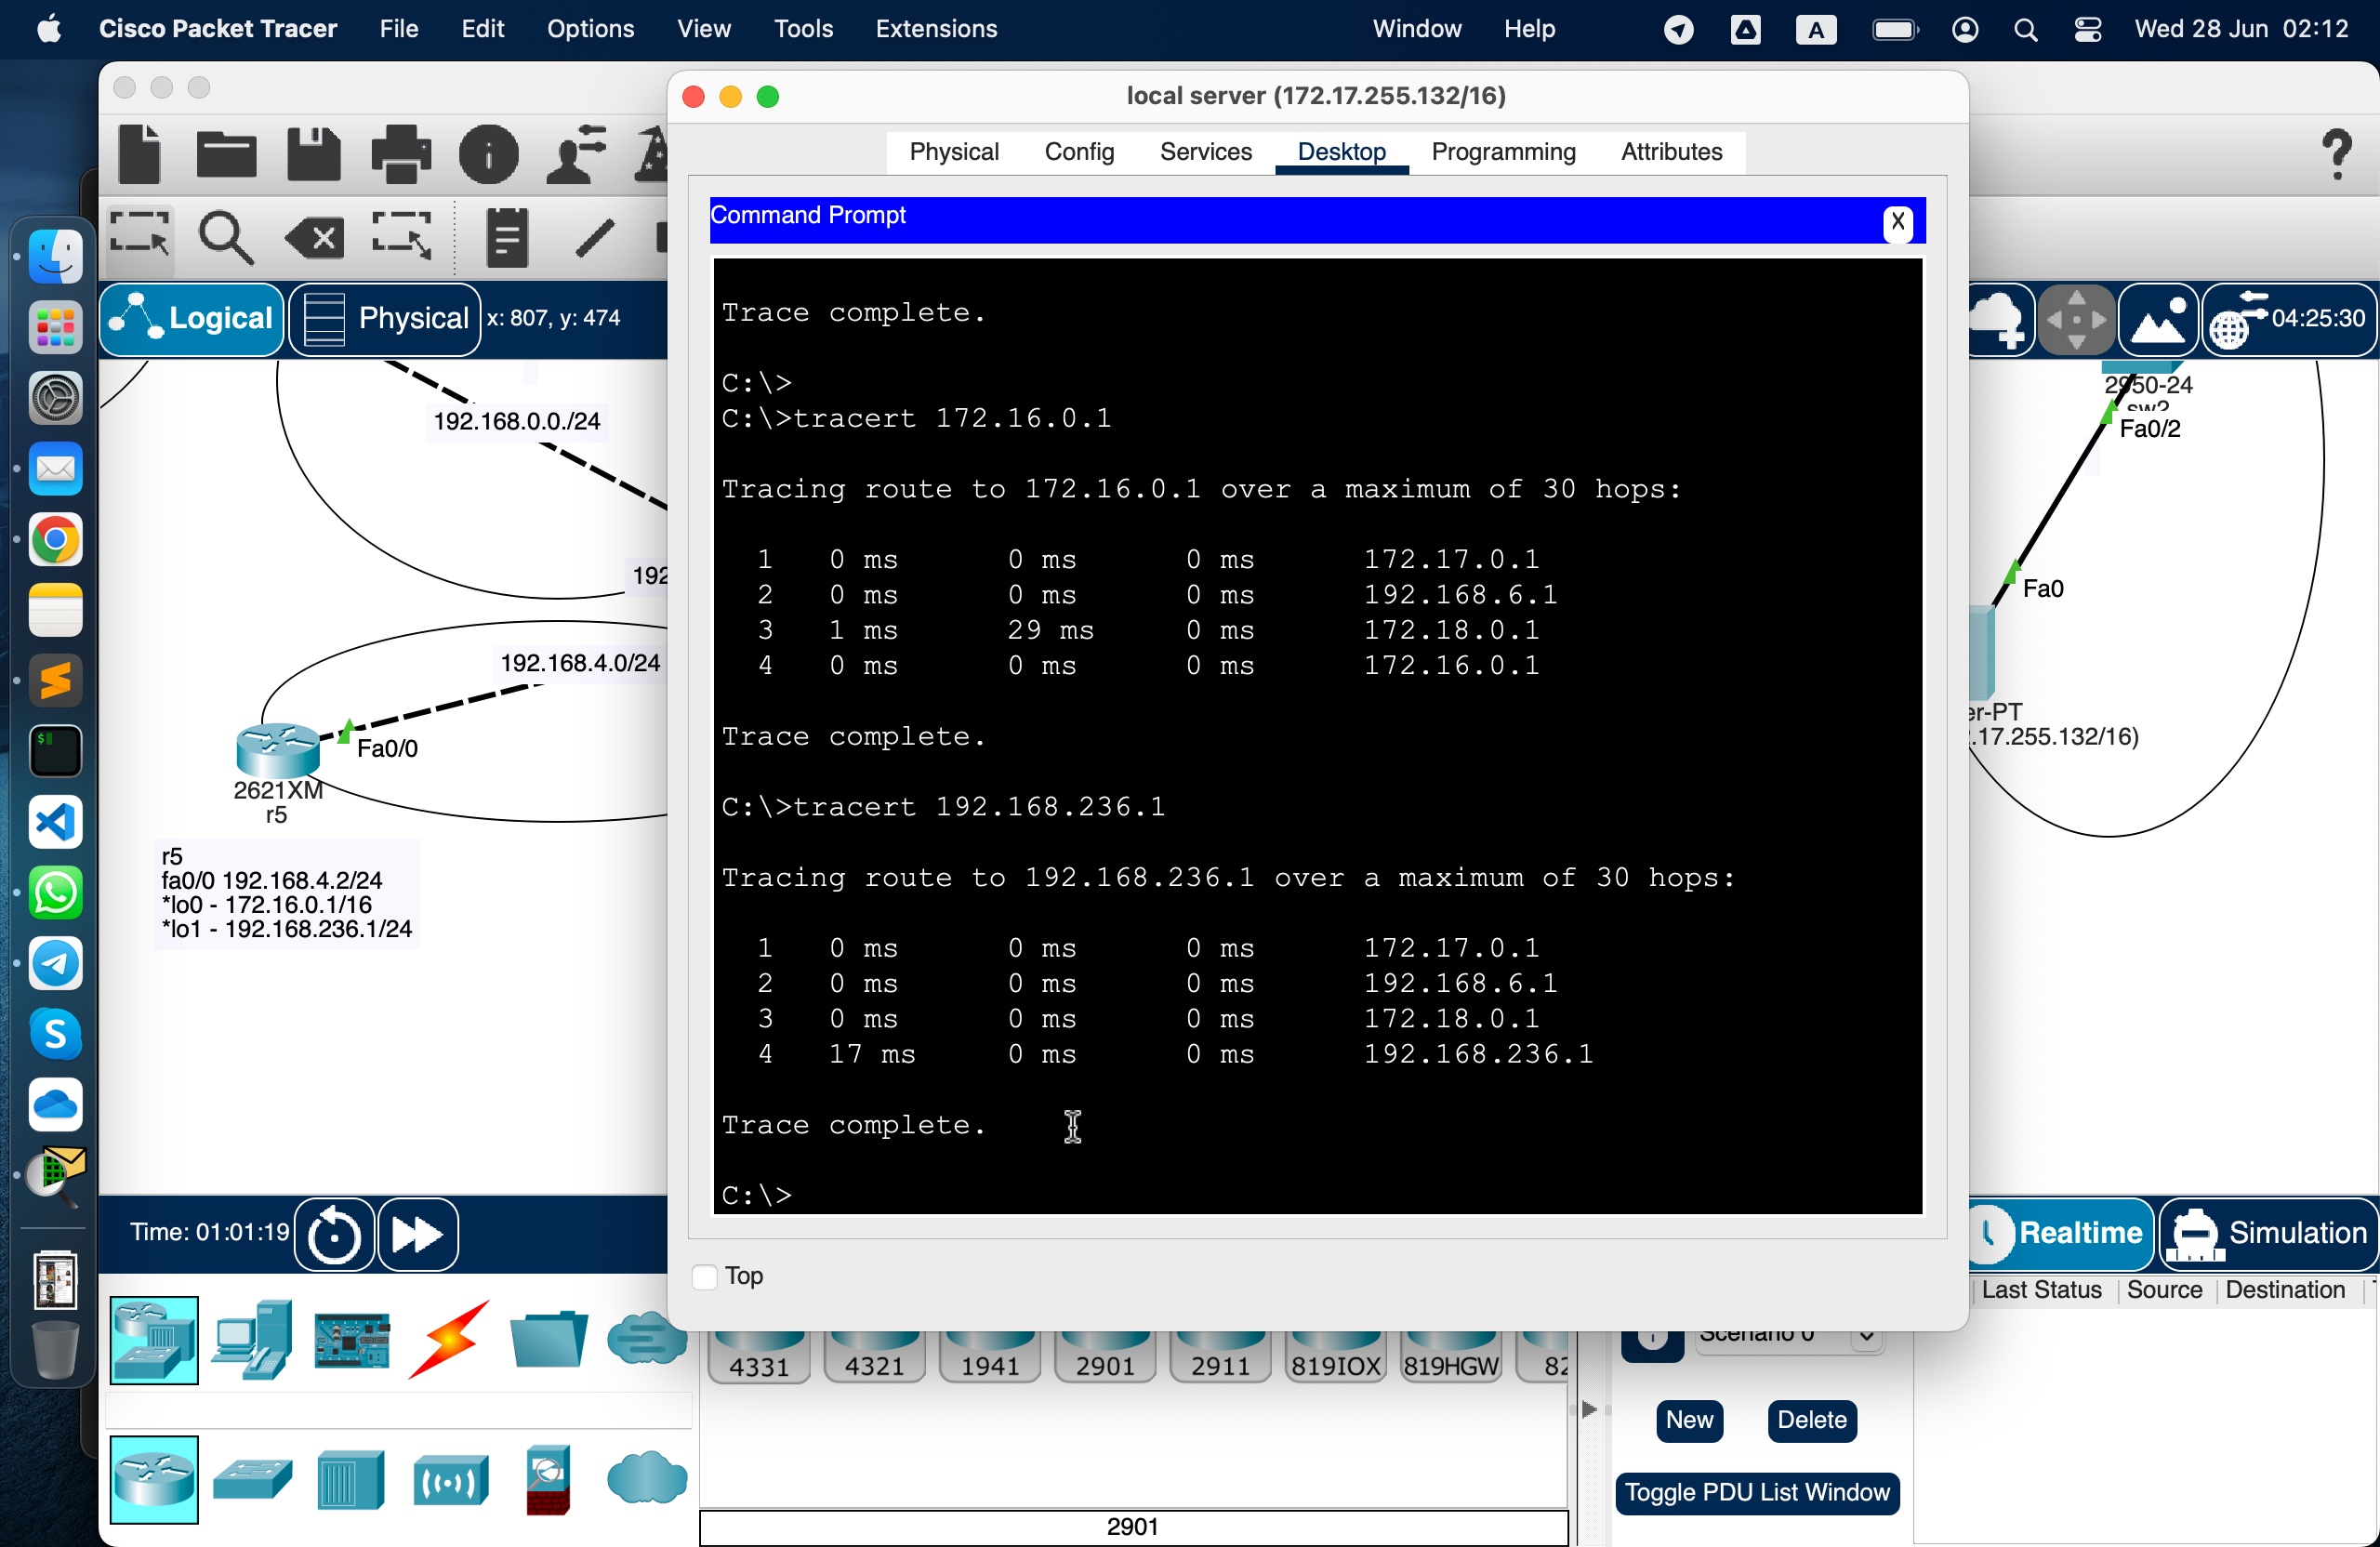 Cisco Packet Tracer File Edit Options View Tools Extensions Window Help A Wed 28 Jun 02:12
local server (172.17.255.132/16)
Physical Config Services Desktop Programming Attributes
Command Prompt X
Logical Physical x: 807, y: 474
04:25:30
Trace complete.
C:\>
C:\>tracert 172.16.0.1
Tracing route to 172.16.0.1 over a maximum of 30 hops:
1 0 ms 0 ms 0 ms 172.17.0.1
2 0 ms 0 ms 0 ms 192.168.6.1
3 1 ms 29 ms 0 ms 172.18.0.1
4 0 ms 0 ms 0 ms 172.16.0.1
Trace complete.
C:\>tracert 192.168.236.1
Tracing route to 192.168.236.1 over a maximum of 30 hops:
1 0 ms 0 ms 0 ms 172.17.0.1
2 0 ms 0 ms 0 ms 192.168.6.1
3 0 ms 0 ms 0 ms 172.18.0.1
4 17 ms 0 ms 0 ms 192.168.236.1
Trace complete.
C:\>
Top
192.168.0.0./24
192
192.168.4.0/24
Fa0/0
2621XM
r5
r5
fa0/0 192.168.4.2/24
*lo0 - 172.16.0.1/16
*lo1 - 192.168.236.1/24
2950-24
sw2
Fa0/2
Fa0
er-PT
.17.255.132/16)
Time: 01:01:19
Realtime Simulation
Last Status Source Destination
Scenario 0
4331 4321 1941 2901 2911 819IOX 819HGW 82
New Delete
Toggle PDU List Window
2901